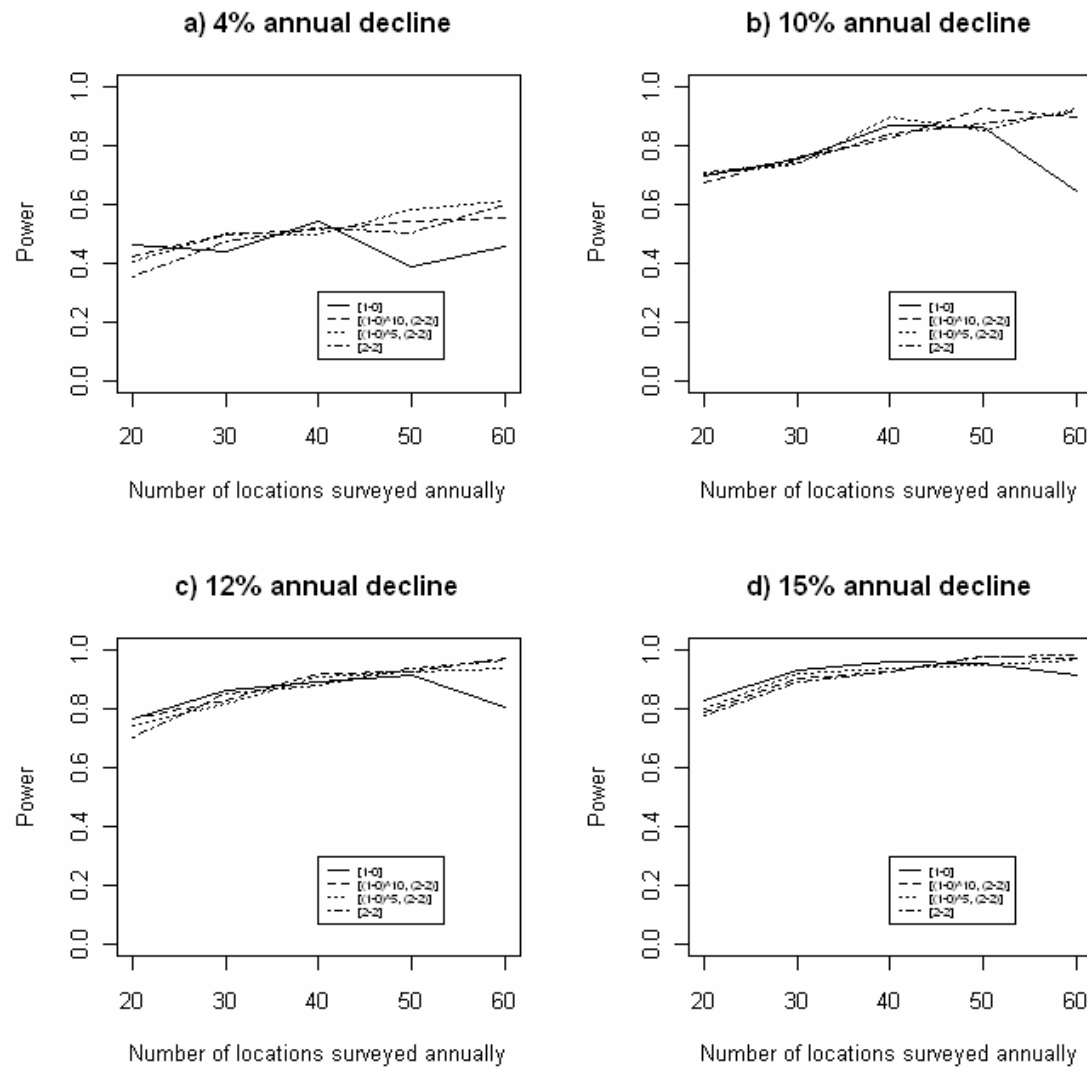 a) 4% annual decline
Power
1.0
0.8
0.6
0.4
0.2
0.0
[1-0]
[(1-0)^10, (2-2)]
[(1-0)^5, (2-2)]
[2-2]
20 30 40 50 60
Number of locations surveyed annually
b) 10% annual decline
Power
1.0
0.8
0.6
0.4
0.2
0.0
[1-0]
[(1-0)^10, (2-2)]
[(1-0)^5, (2-2)]
[2-2]
20 30 40 50 60
Number of locations surveyed annually
c) 12% annual decline
Power
1.0
0.8
0.6
0.4
0.2
0.0
[1-0]
[(1-0)^10, (2-2)]
[(1-0)^5, (2-2)]
[2-2]
20 30 40 50 60
Number of locations surveyed annually
d) 15% annual decline
Power
1.0
0.8
0.6
0.4
0.2
0.0
[1-0]
[(1-0)^10, (2-2)]
[(1-0)^5, (2-2)]
[2-2]
20 30 40 50 60
Number of locations surveyed annually